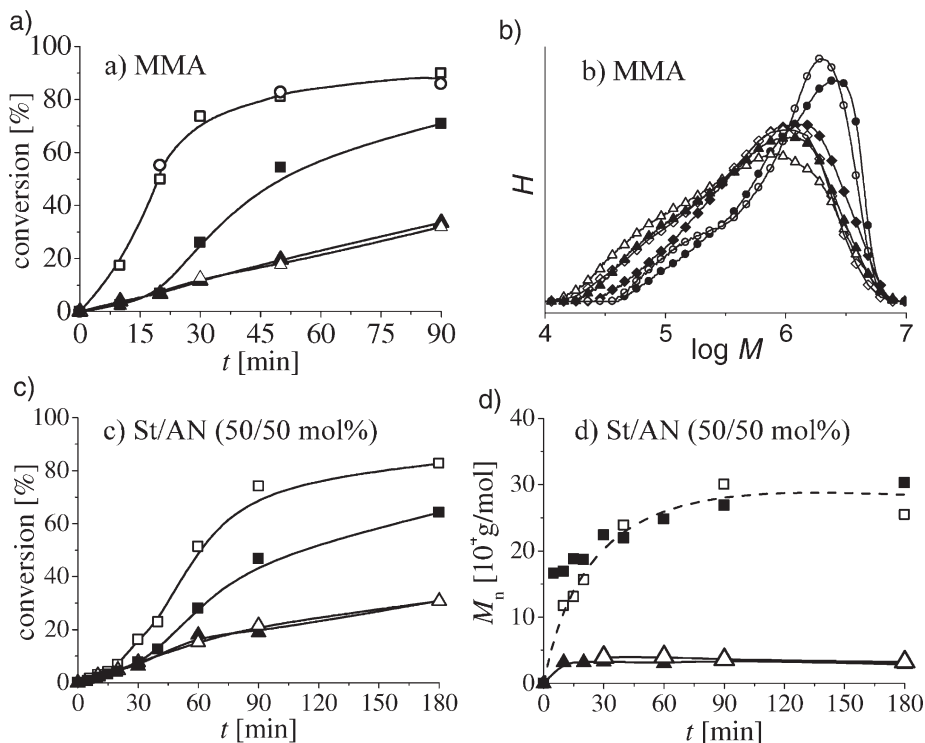 a)
a) MMA
conversion [%]
100
80
60
40
20
0
0 15 30 45 60 75 90
t [min]
b)
b) MMA
H
4 5 6 7
log M
c)
c) St/AN (50/50 mol%)
conversion [%]
100
80
60
40
20
0
0 30 60 90 120 150 180
t [min]
d)
d) St/AN (50/50 mol%)
Mn [10⁴g/mol]
40
30
20
10
0
0 30 60 90 120 150 180
t [min]